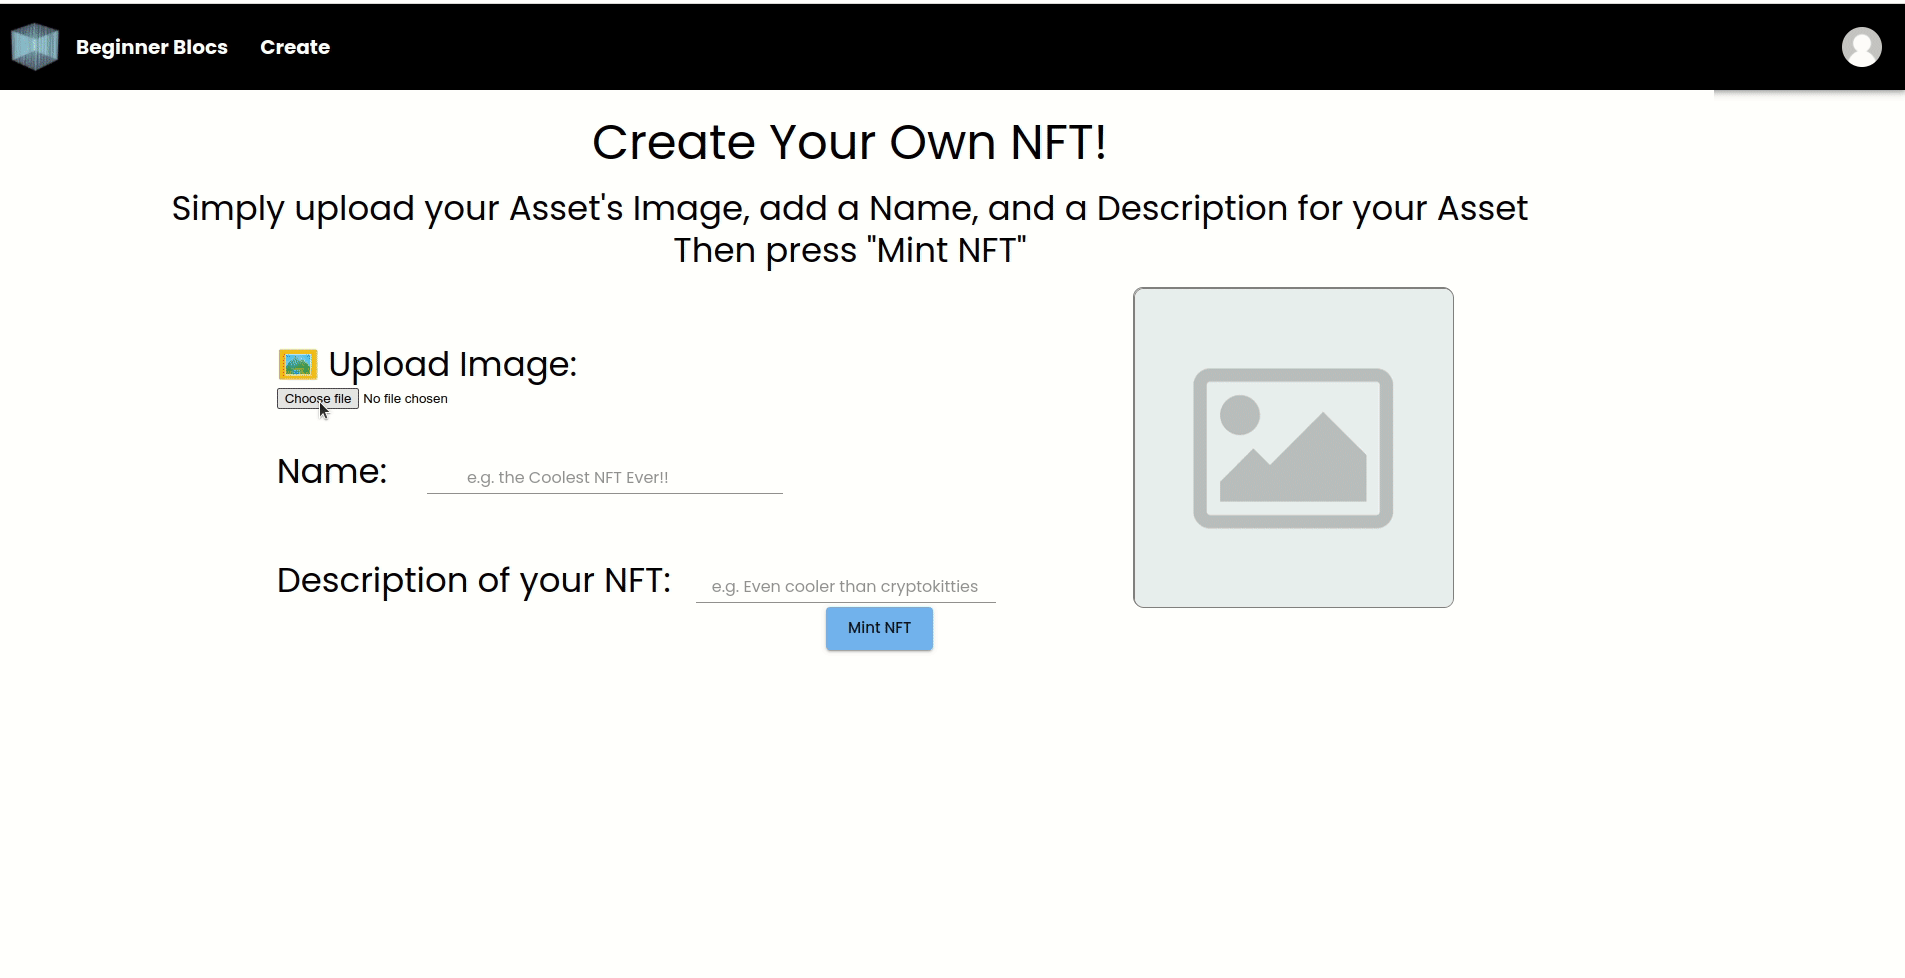 Beginner Blocs Create
Create Your Own NFT!
Simply upload your Asset's Image, add a Name, and a Description for your Asset
Then press "Mint NFT"
Upload Image:
Choose file No file chosen
Name: e.g. the Coolest NFT Ever!!
Description of your NFT: e.g. Even cooler than cryptokitties
Mint NFT